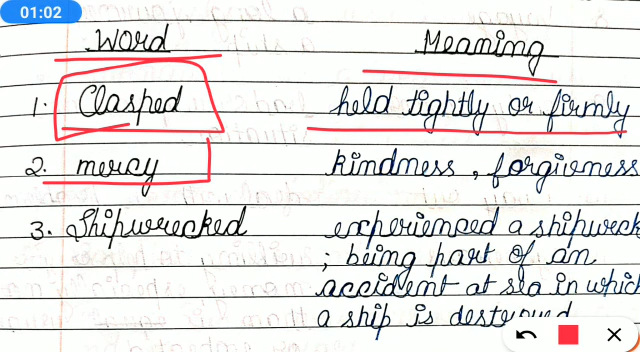 01:02
Word Meaning
1. Clasped held tightly or firmly
2. mercy kindness, forgiveness
3. Shipwrecked experienced a shipwreck
; being part of an
accident at sea in which
a ship is destroyed